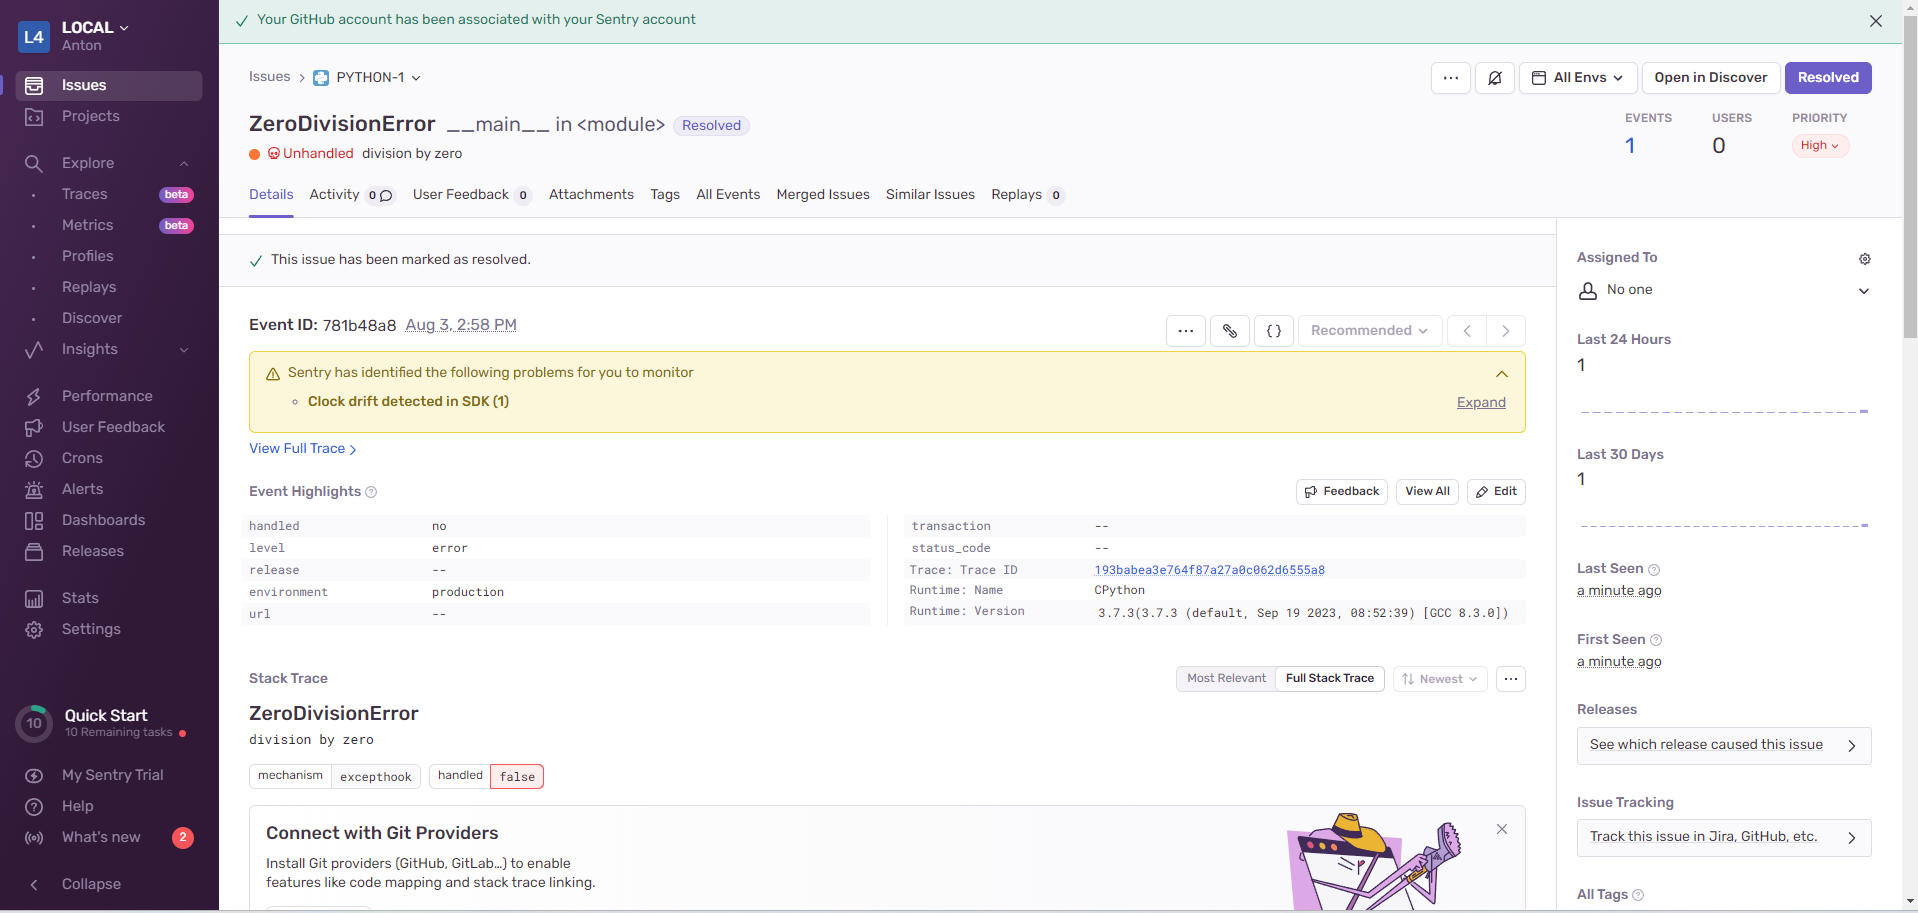 Your GitHub account has been associated with your Sentry account
L4
LOCAL
Anton
Issues
Projects
Explore
Traces beta
Metrics beta
Profiles
Replays
Discover
Insights
Performance
User Feedback
Crons
Alerts
Dashboards
Releases
Stats
Settings
10
Quick Start
10 Remaining tasks
My Sentry Trial
Help
What's new 2
Collapse
Issues PYTHON-1
All Envs Open in Discover Resolved
ZeroDivisionError __main__ in <module> Resolved
Unhandled division by zero
EVENTS USERS PRIORITY
1 0 High
Details Activity 0 User Feedback 0 Attachments Tags All Events Merged Issues Similar Issues Replays 0
This issue has been marked as resolved.
Event ID: 781b48a8 Aug 3, 2:58 PM
{} Recommended
Sentry has identified the following problems for you to monitor
Clock drift detected in SDK (1)
Expand
View Full Trace
Event Highlights
Feedback View All Edit
handled no
level error
release --
environment production
url --
transaction --
status_code --
Trace: Trace ID 193babea3e764f87a27a0c062d6555a8
Runtime: Name CPython
Runtime: Version 3.7.3(3.7.3 (default, Sep 19 2023, 08:52:39) [GCC 8.3.0])
Stack Trace
Most Relevant Full Stack Trace Newest
ZeroDivisionError
division by zero
mechanism excepthook handled false
Connect with Git Providers
Install Git providers (GitHub, GitLab…) to enable
features like code mapping and stack trace linking.
Assigned To
No one
Last 24 Hours
1
Last 30 Days
1
Last Seen
a minute ago
First Seen
a minute ago
Releases
See which release caused this issue
Issue Tracking
Track this issue in Jira, GitHub, etc.
All Tags